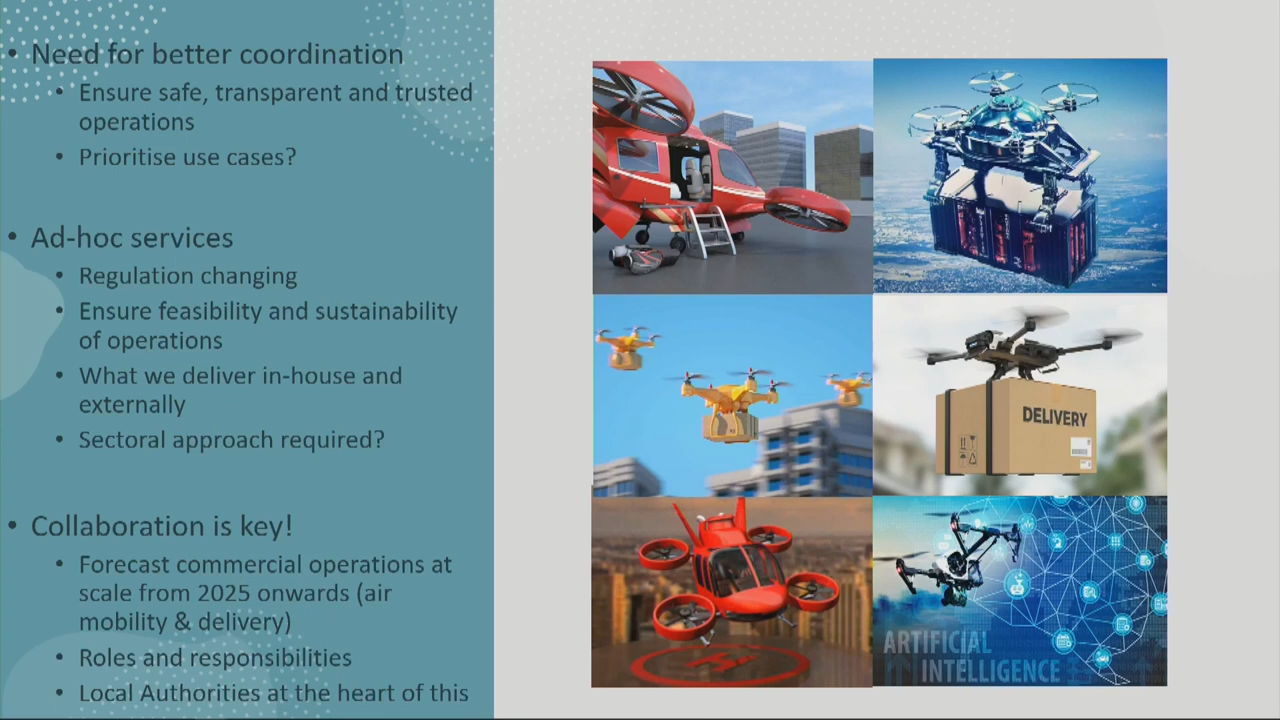 • Need for better coordination
• Ensure safe, transparent and trusted
operations
• Prioritise use cases?
• Ad-hoc services
• Regulation changing
• Ensure feasibility and sustainability
of operations
• What we deliver in-house and
externally
• Sectoral approach required?
• Collaboration is key!
• Forecast commercial operations at
scale from 2025 onwards (air
mobility & delivery)
• Roles and responsibilities
• Local Authorities at the heart of this
DELIVERY
H
ARTIFICIAL
INTELLIGENCE